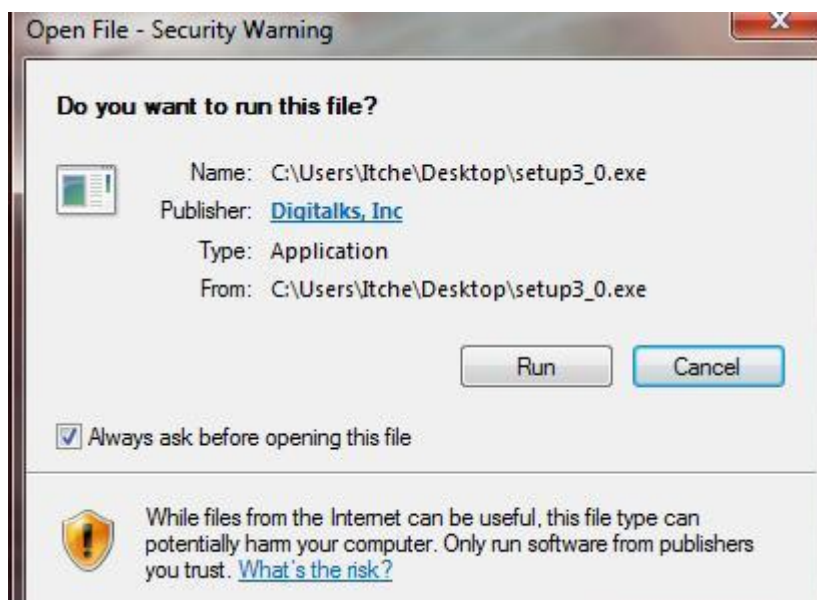 Open File - Security Warning
X
Do you want to run this file?
Name: C:\Users\Itche\Desktop\setup3_0.exe
Publisher: Digitalks, Inc
Type: Application
From: C:\Users\Itche\Desktop\setup3_0.exe
Run Cancel
Always ask before opening this file
While files from the Internet can be useful, this file type can
potentially harm your computer. Only run software from publishers
you trust. What's the risk?